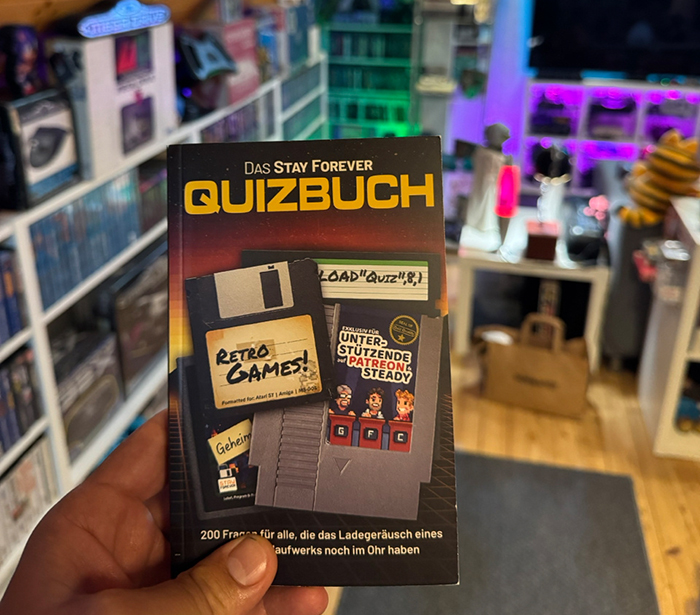 DAS STAY FOREVER
QUIZBUCH
LOAD"QUIZ",8,1
RETRO
GAMES!
Formatted for: Atari ST | Amiga | MS-DOS
EXKLUSIV FÜR
UNTER-
STÜTZENDE
auf PATREON &
STEADY
G F C
Geheim
200 Fragen für alle, die das Ladegeräusch eines
laufwerks noch im Ohr haben